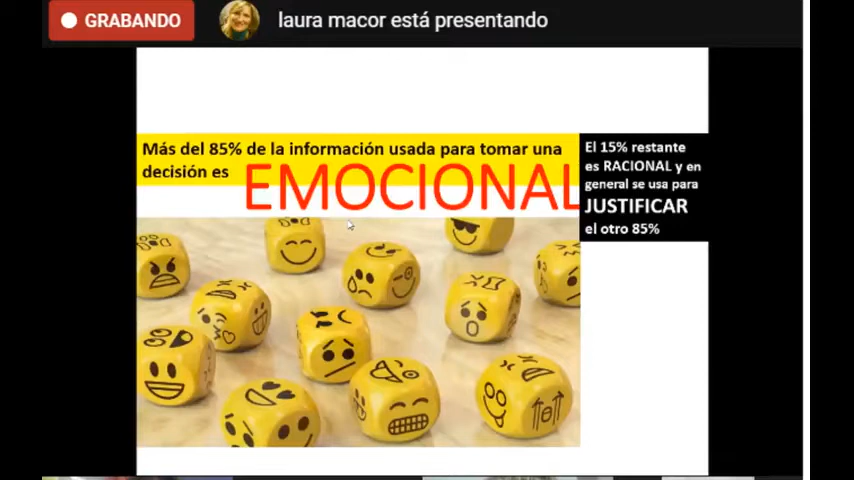 GRABANDO
laura macor está presentando
Más del 85% de la información usada para tomar una
decisión es
EMOCIONAL
El 15% restante
es RACIONAL y en
general se usa para
JUSTIFICAR
el otro 85%